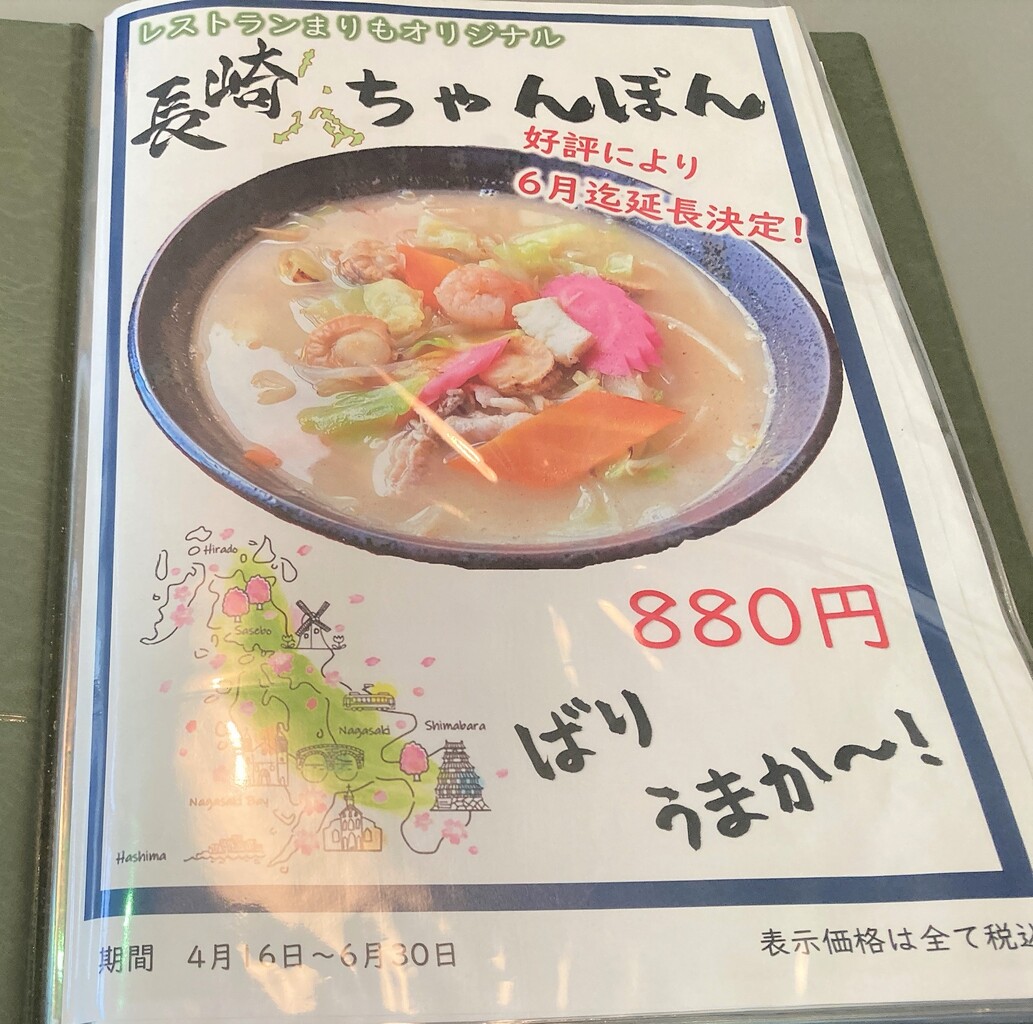 レストランまりもオリジナル
長崎ちゃんぽん
好評により
6月迄延長決定!
Hirado
Sasebo
880円
Nagasaki
Shimabara
ばり
うまか〜!
Nagasaki Bay
Hashima
期間 4月16日～6月30日
表示価格は全て税込